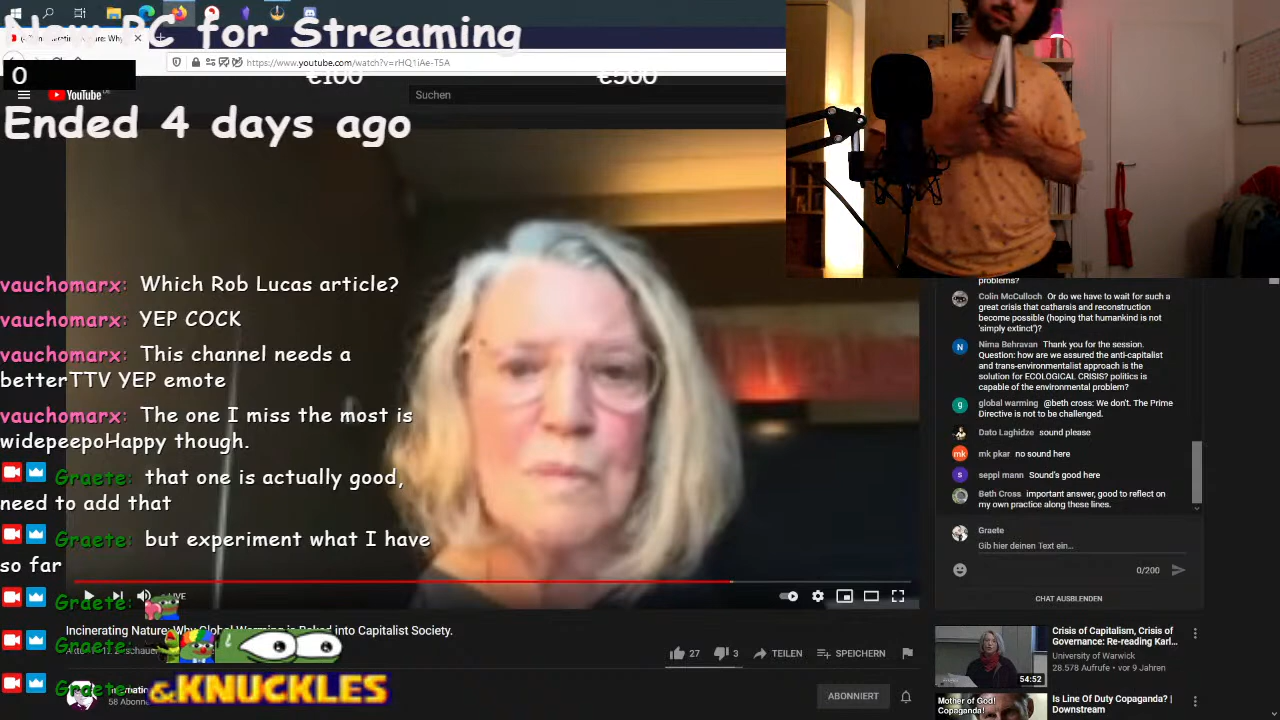 New PC for Streaming
https://www.youtube.com/watch?v=rHQ1iAe-T5A
0
€100
€500
YouTube
Suchen
Ended 4 days ago
vauchomarx: Which Rob Lucas article?
vauchomarx: YEP COCK
vauchomarx: This channel needs a
betterTTV YEP emote
vauchomarx: The one I miss the most is
widepeepoHappy though.
Graete: that one is actually good,
need to add that
Graete: but experiment what I have
so far
Graete:
Graete:
Graete:
&KNUCKLES
LIVE
problems?
Colin McCulloch Or do we have to wait for such a
great crisis that catharsis and reconstruction
become possible (hoping that humankind is not
'simply extinct')?
Nima Behravan Thank you for the session.
Question: how are we assured the anti-capitalist
and trans-environmentalist approach is the
solution for ECOLOGICAL CRISIS? politics is
capable of the environmental problem?
global warming @beth cross: We don't. The Prime
Directive is not to be challenged.
Dato Laghidze sound please
mk
mk pkar no sound here
s
seppl mann Sound's good here
Beth Cross important answer, good to reflect on
my own practice along these lines.
Graete
Gib hier deinen Text ein...
0/200
CHAT AUSBLENDEN
Incinerating Nature: Why Global Warming is Baked into Capitalist Society.
27
3
TEILEN
SPEICHERN
58 Abonne
ABONNIERT
Crisis of Capitalism, Crisis of
Governance: Re-reading Karl...
University of Warwick
28.578 Aufrufe • vor 9 Jahren
54:52
Mother of God!
Copaganda!
Is Line Of Duty Copaganda? |
Downstream